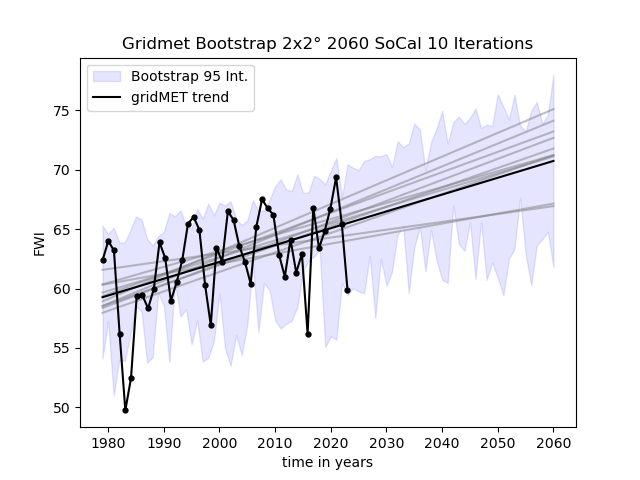 Gridmet Bootstrap 2x2° 2060 SoCal 10 Iterations
Bootstrap 95 Int.
gridMET trend
FWI
75
70
65
60
55
50
1980 1990 2000 2010 2020 2030 2040 2050 2060
time in years